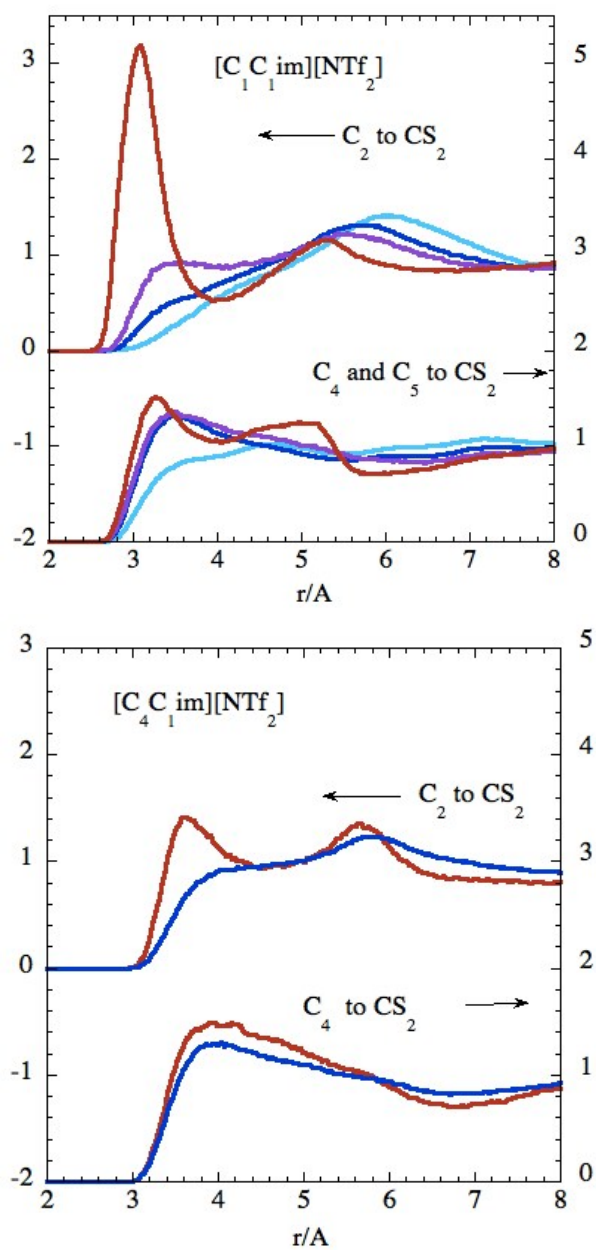 [C₁C₁im][NTf₂]
C₂ to CS₂
C₄ and C₅ to CS₂
3
2
1
0
-1
-2
5
4
3
2
1
0
2 3 4 5 6 7 8
r/A
[C₄C₁im][NTf₂]
C₂ to CS₂
C₄ to CS₂
3
2
1
0
-1
-2
5
4
3
2
1
0
2 3 4 5 6 7 8
r/A